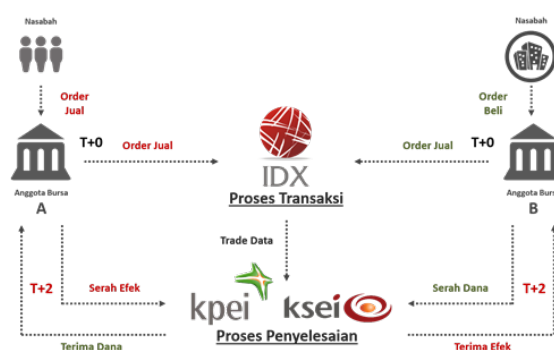 Nasabah
Nasabah
Order
Jual
Order
Beli
T+0
Order Jual
Order Jual
T+0
IDX
Proses Transaksi
Anggota Bursa
A
Anggota Bursa
B
Trade Data
T+2
Serah Efek
kpei
ksei
Serah Dana
T+2
Proses Penyelesaian
Terima Dana
Terima Efek